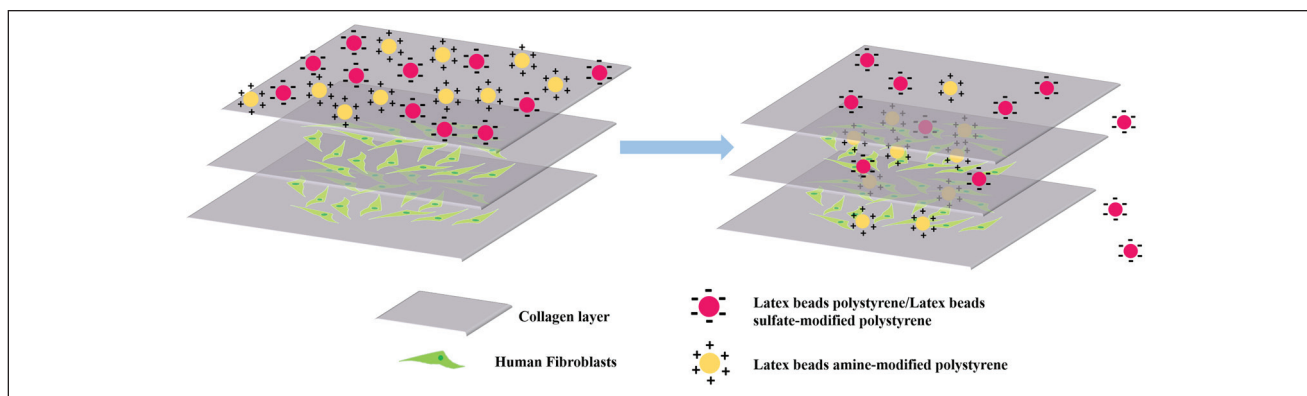 Collagen layer
Human Fibroblasts
Latex beads polystyrene/Latex beads
sulfate-modified polystyrene
Latex beads amine-modified polystyrene